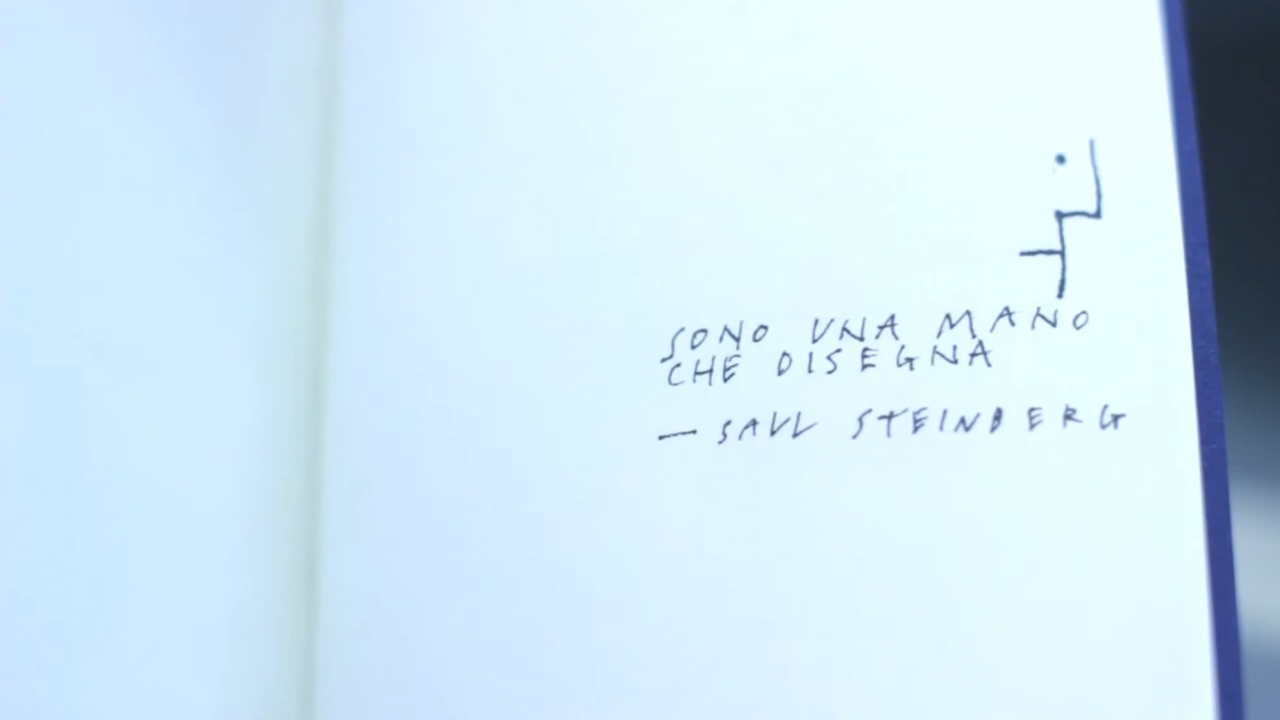 SONO UNA MANO
CHE DISEGNA
— SAUL STEINBERG